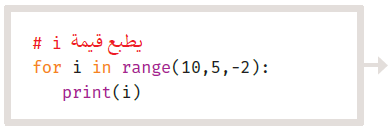 # i يطبع قيمة
for i in range(10,5,-2):
    print(i)